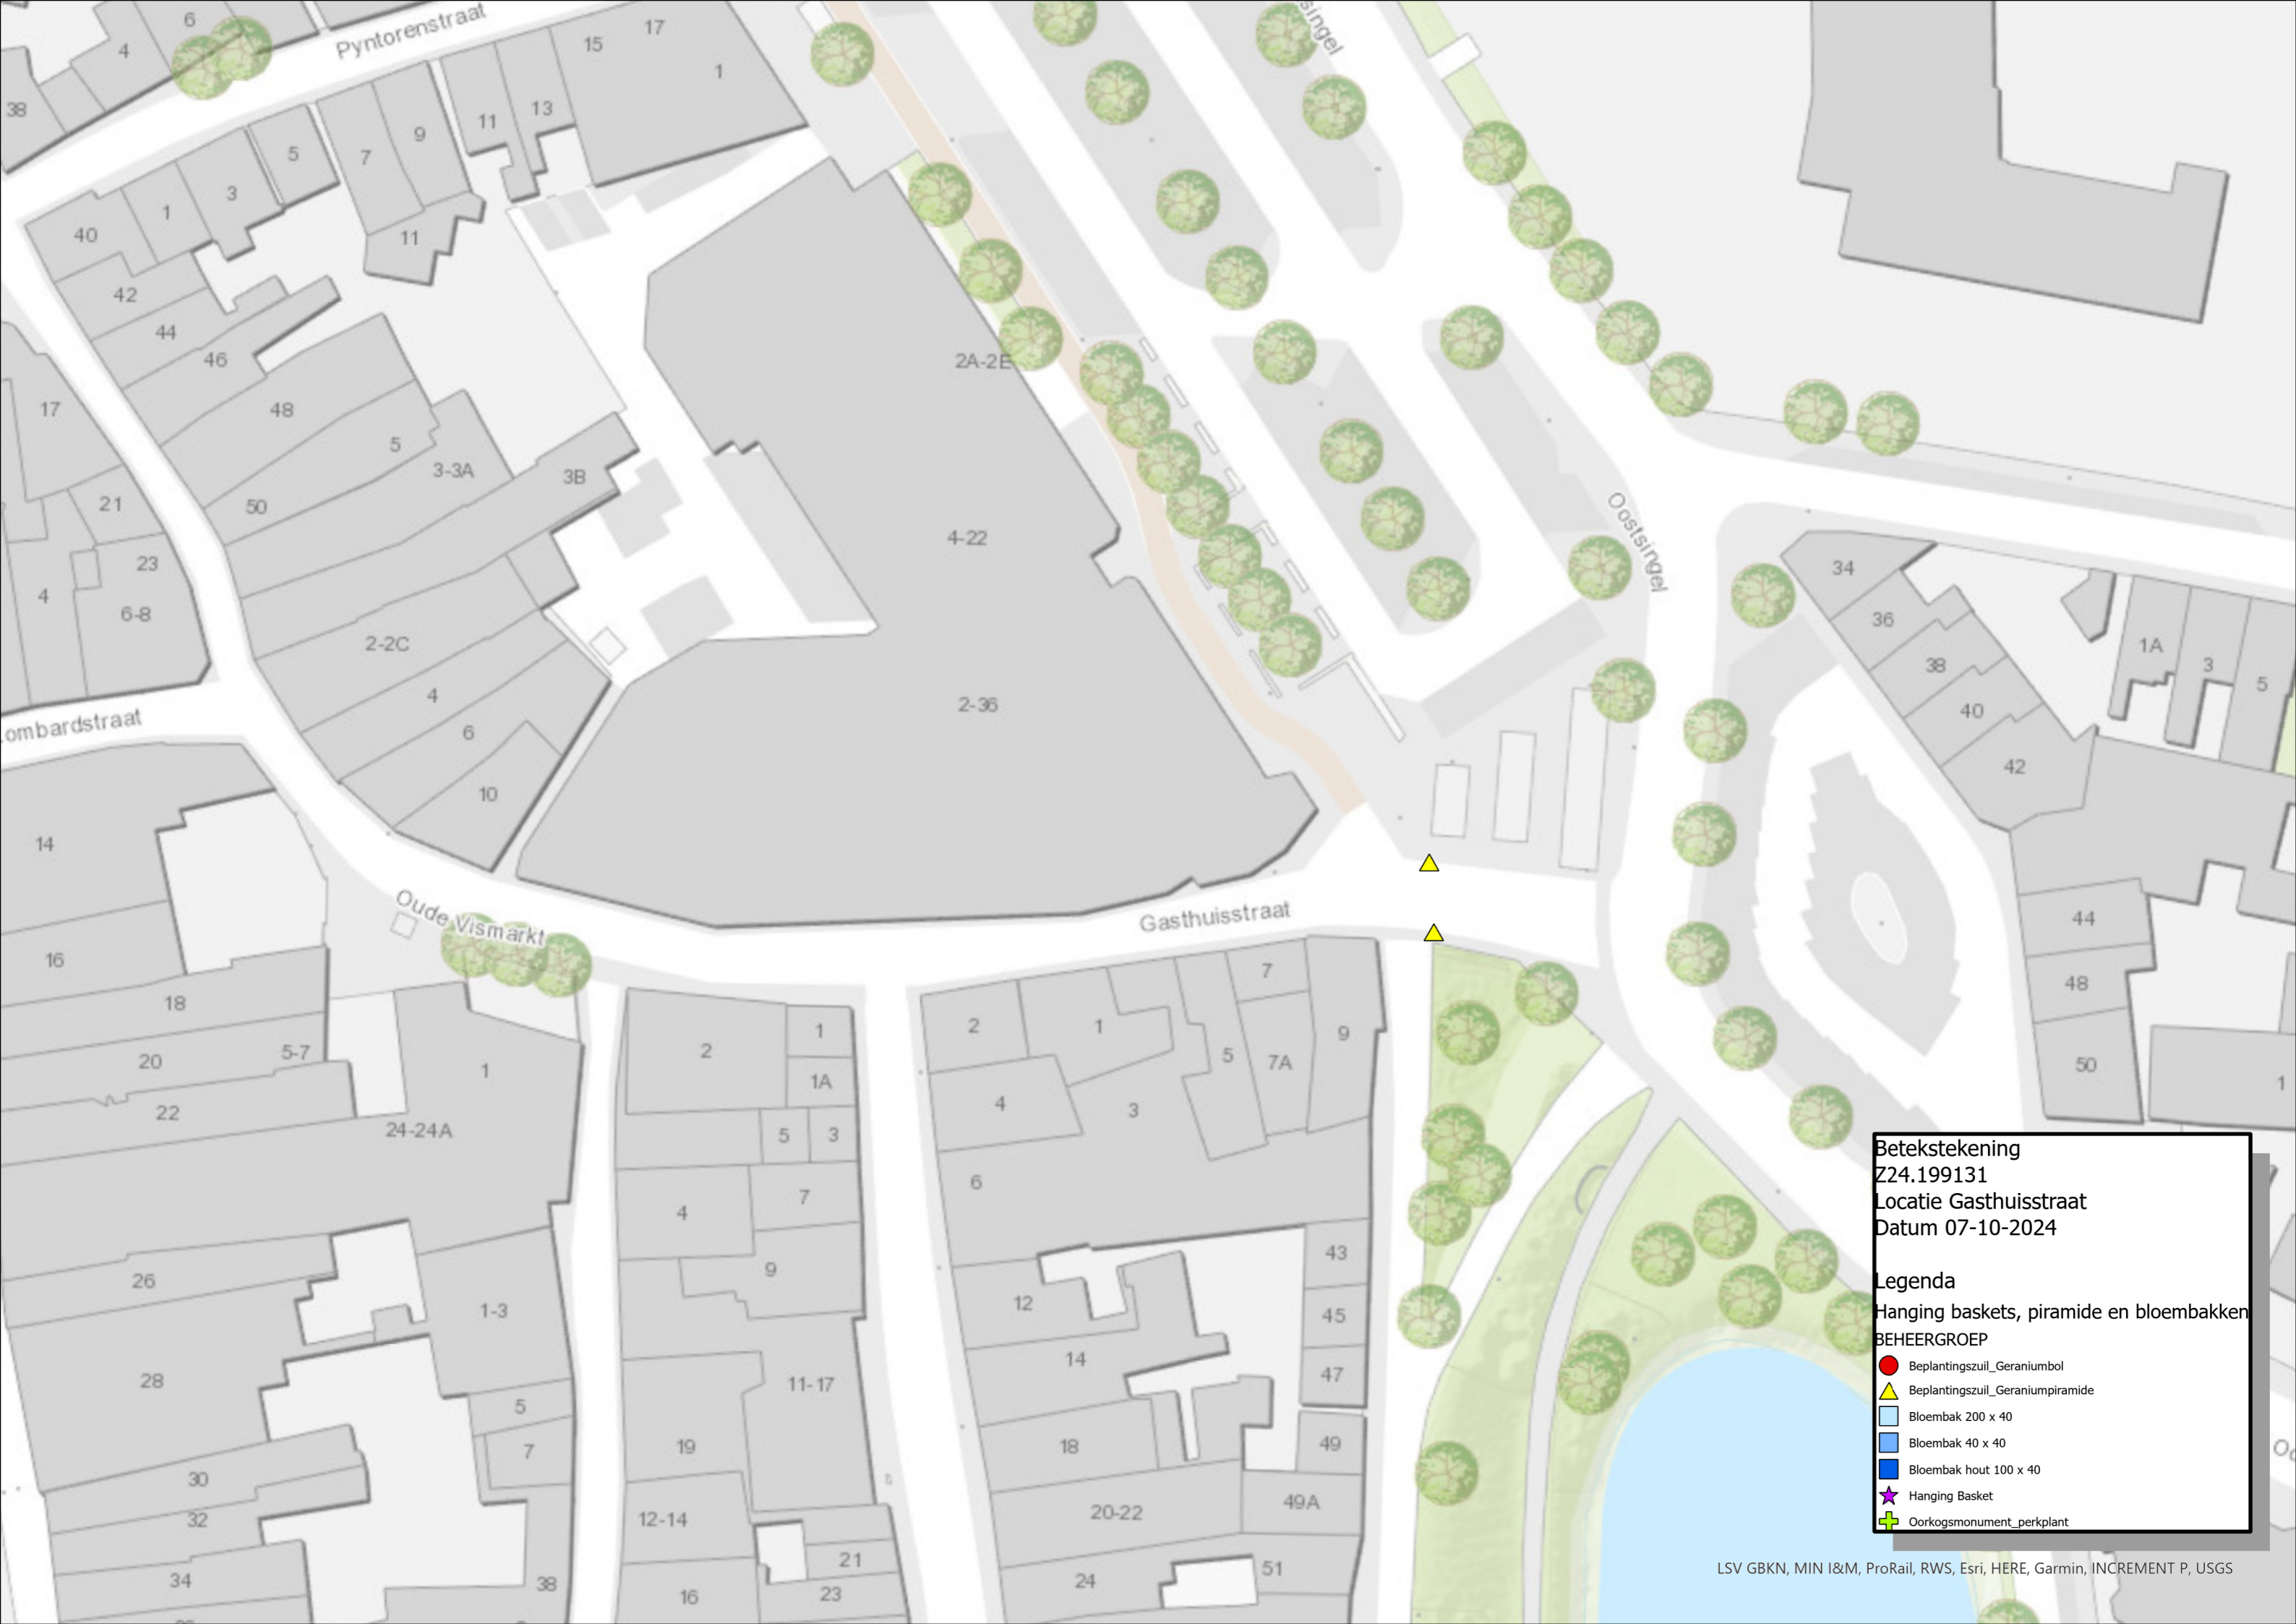 6
4
38
Pyntorenstraat
17
15
1
singel
13
11
9
7
5
3
1
40
11
42
44
46
2A-2E
48
17
5
3-3A
3B
50
21
23
4
6-8
4-22
Oostsingel
34
36
38
40
42
1A
3
5
2-2C
4
6
10
2-36
ombardstraat
14
Oude Vismarkt
Gasthuisstraat
16
18
20
5-7
22
1
24-24A
2
1
1A
5
3
4
7
9
2
1
4
3
5
7
7A
9
6
44
48
50
1
26
28
1-3
5
7
30
32
34
38
11-17
19
12-14
21
23
16
12
14
18
20-22
24
43
45
47
49
49A
51
Betekstekening
Z24.199131
Locatie Gasthuisstraat
Datum 07-10-2024
Legenda
Hanging baskets, piramide en bloembakken
BEHEERGROEP
Beplantingszuil_Geraniumbol
Beplantingszuil_Geraniumpiramide
Bloembak 200 x 40
Bloembak 40 x 40
Bloembak hout 100 x 40
Hanging Basket
Oorkogsmonument_perkplant
LSV GBKN, MIN I&M, ProRail, RWS, Esri, HERE, Garmin, INCREMENT P, USGS